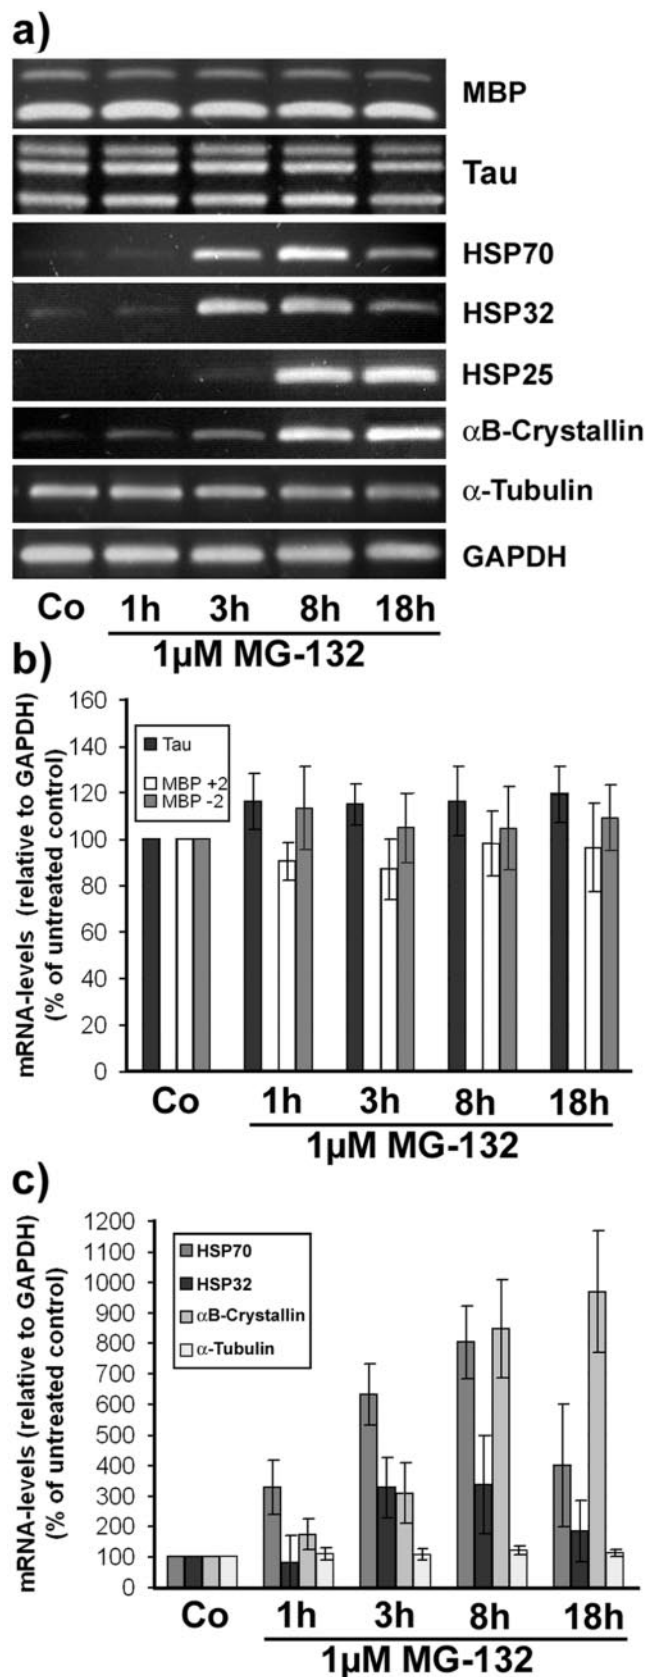 a)
MBP
Tau
HSP70
HSP32
HSP25
αB-Crystallin
α-Tubulin
GAPDH
Co 1h 3h 8h 18h
1µM MG-132
b)
mRNA-levels (relative to GAPDH)
(% of untreated control)
160
140
120
100
80
60
40
20
0
Tau
MBP +2
MBP -2
Co 1h 3h 8h 18h
1µM MG-132
c)
mRNA-levels (relative to GAPDH)
(% of untreated control)
1200
1100
1000
900
800
700
600
500
400
300
200
100
0
HSP70
HSP32
αB-Crystallin
α-Tubulin
Co 1h 3h 8h 18h
1µM MG-132